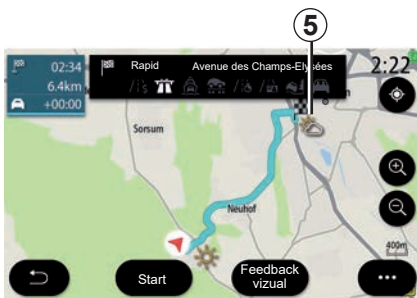 5
02:34
6.4km
+00:00
Rapid
Avenue des Champs-Elysées
2:22
Sorsum
Neuhof
400m
Start
Feedback
vizual